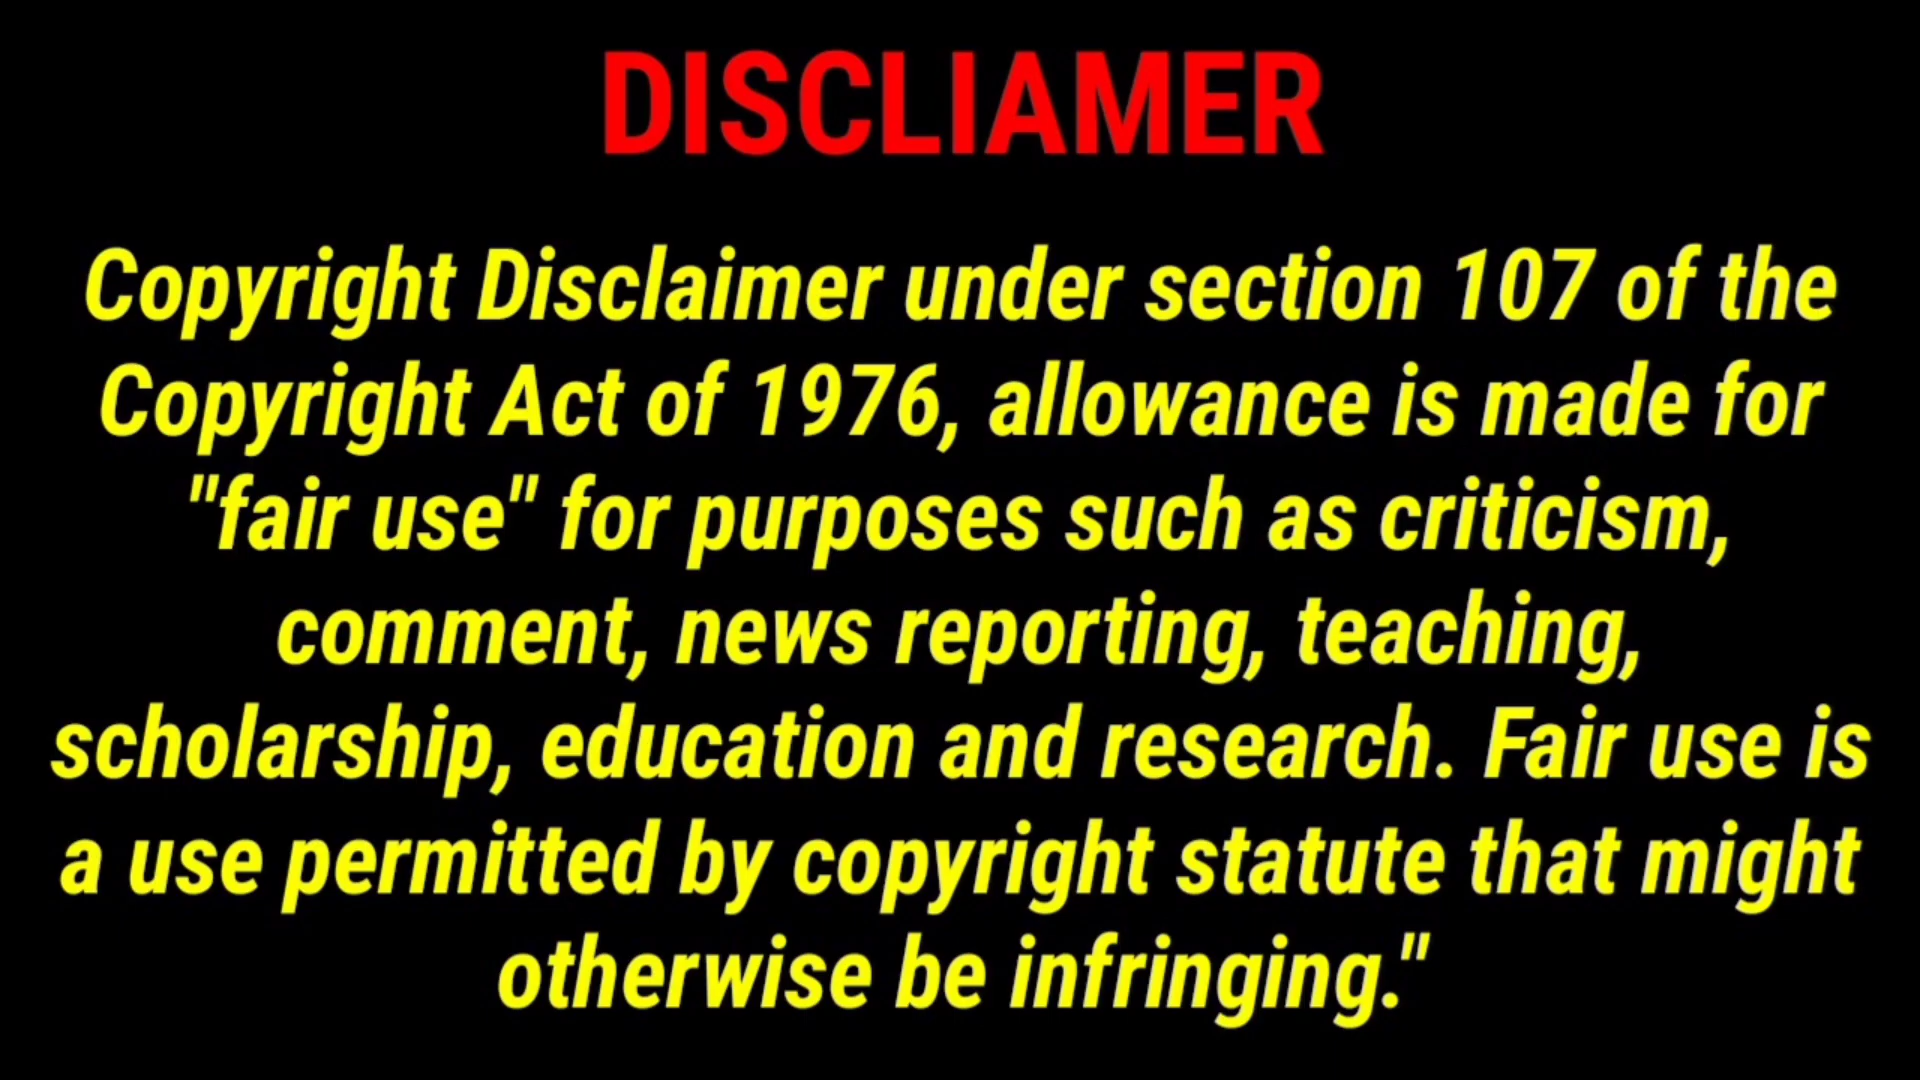 DISCLIAMER
Copyright Disclaimer under section 107 of the
Copyright Act of 1976, allowance is made for
"fair use" for purposes such as criticism,
comment, news reporting, teaching,
scholarship, education and research. Fair use is
a use permitted by copyright statute that might
otherwise be infringing."